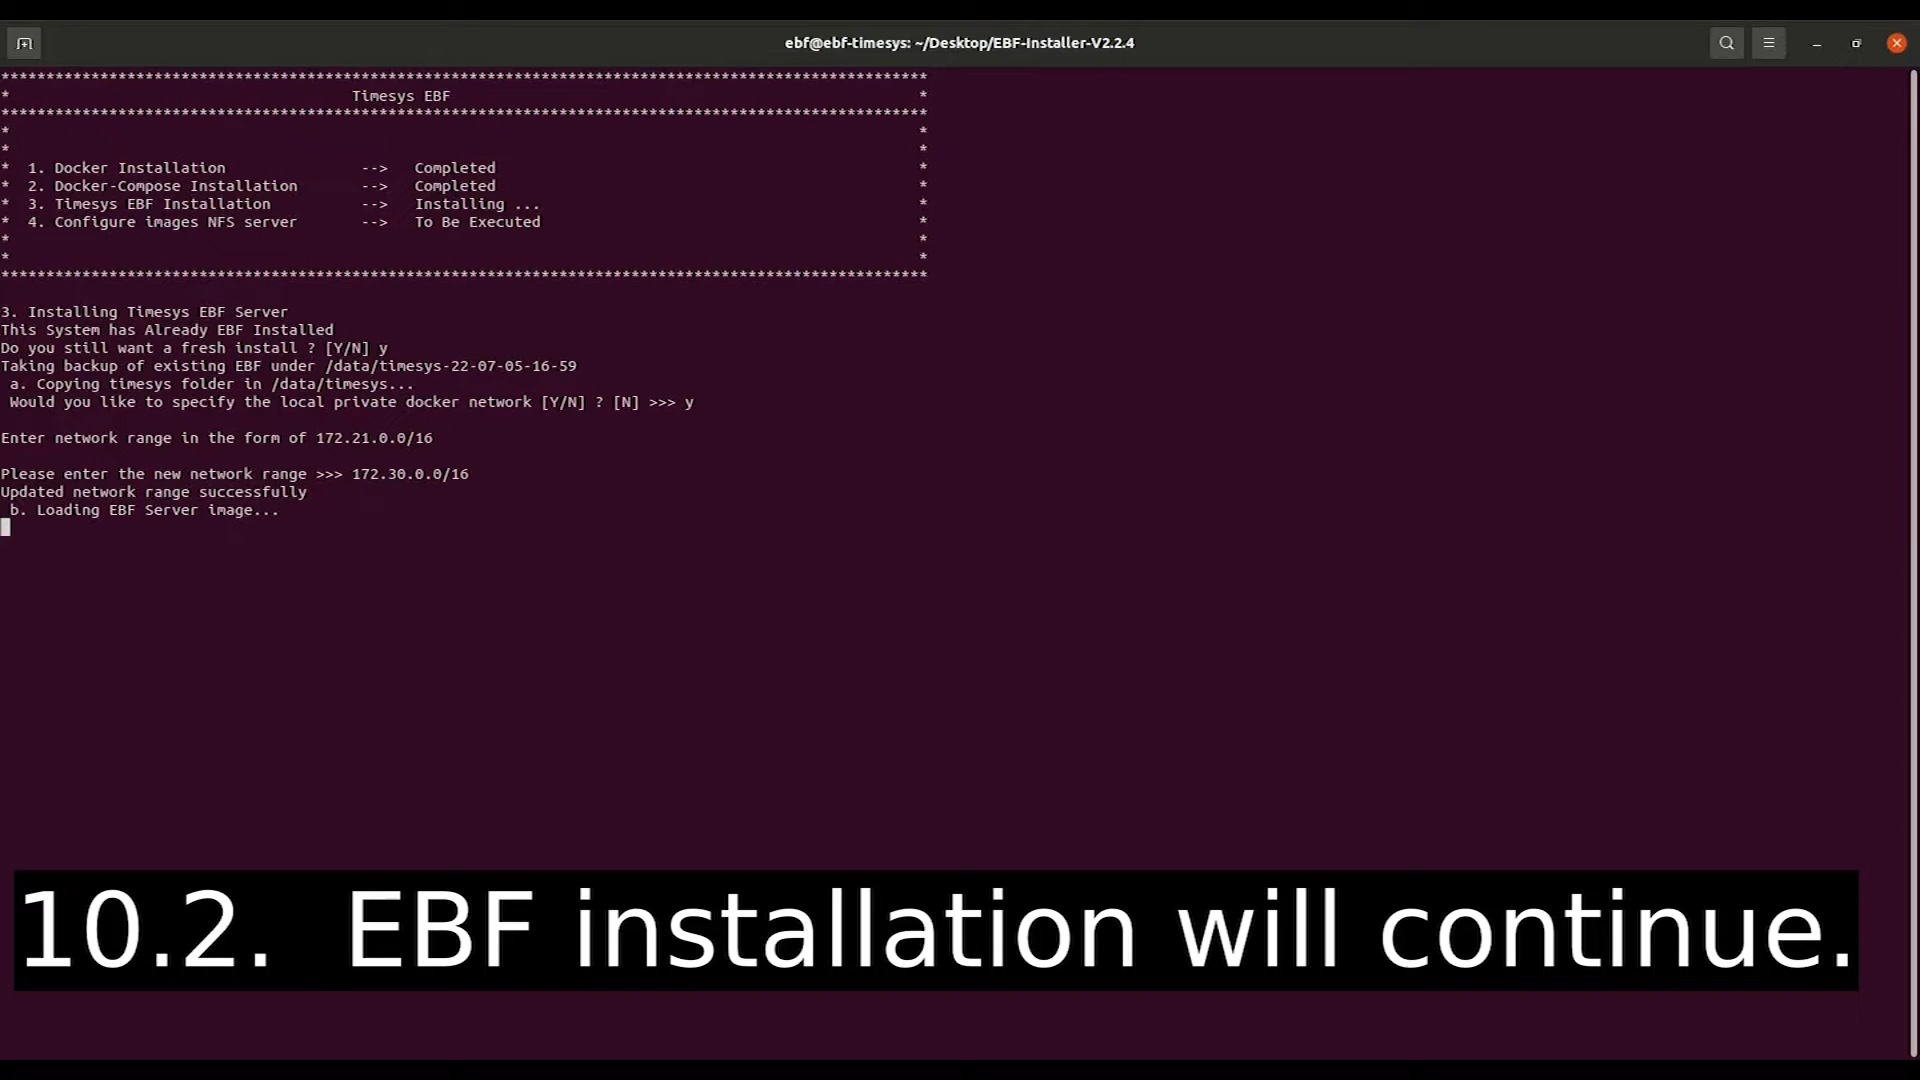 ebf@ebf-timesys: ~/Desktop/EBF-Installer-V2.2.4
*******************************************************************************************************
* Timesys EBF *
*******************************************************************************************************
* *
* *
* 1. Docker Installation --> Completed *
* 2. Docker-Compose Installation --> Completed *
* 3. Timesys EBF Installation --> Installing ... *
* 4. Configure images NFS server --> To Be Executed *
* *
* *
*******************************************************************************************************
3. Installing Timesys EBF Server
This System has Already EBF Installed
Do you still want a fresh install ? [Y/N] y
Taking backup of existing EBF under /data/timesys-22-07-05-16-59
a. Copying timesys folder in /data/timesys...
Would you like to specify the local private docker network [Y/N] ? [N] >>> y
Enter network range in the form of 172.21.0.0/16
Please enter the new network range >>> 172.30.0.0/16
Updated network range successfully
b. Loading EBF Server image...
10.2. EBF installation will continue.